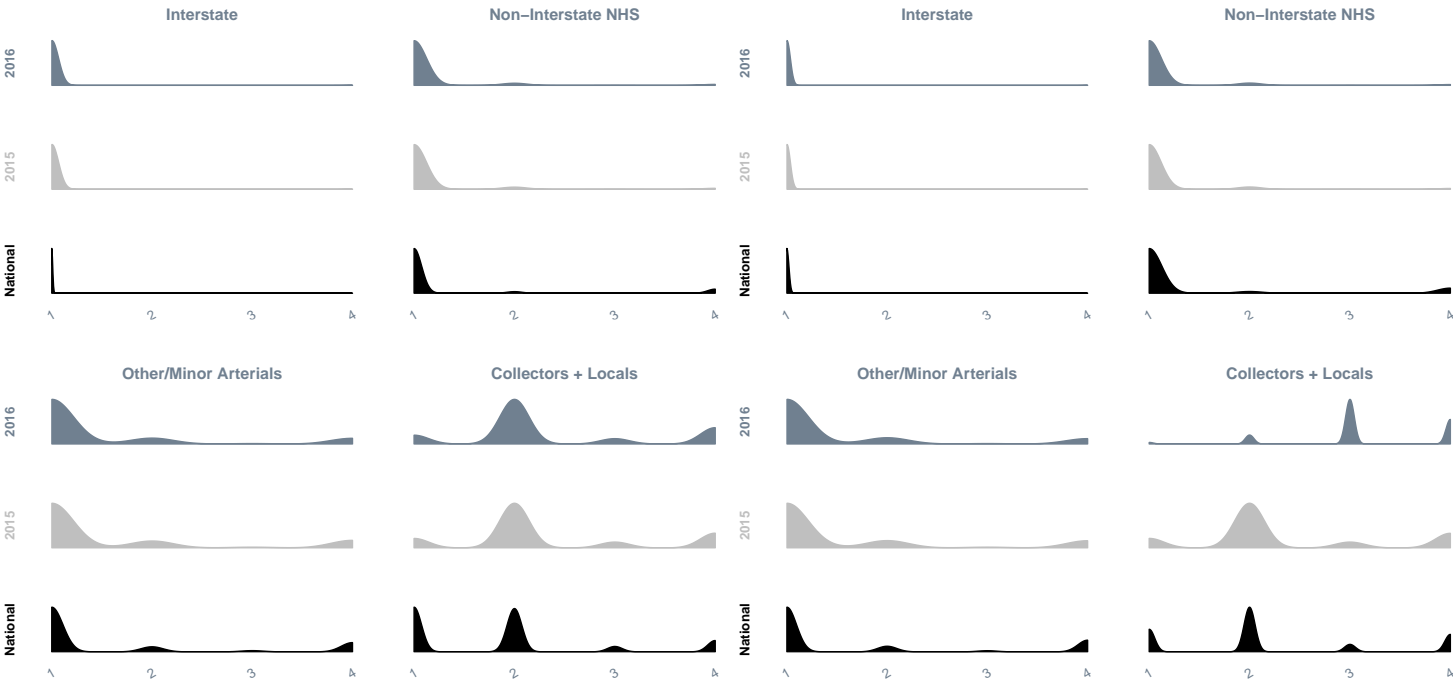 Interstate
Non−Interstate NHS
Interstate
Non−Interstate NHS
2016
2016
2015
2015
National
National
1 2 3 4
1 2 3 4
1 2 3 4
1 2 3 4
Other/Minor Arterials
Collectors + Locals
Other/Minor Arterials
Collectors + Locals
2016
2016
2015
2015
National
National
1 2 3 4
1 2 3 4
1 2 3 4
1 2 3 4